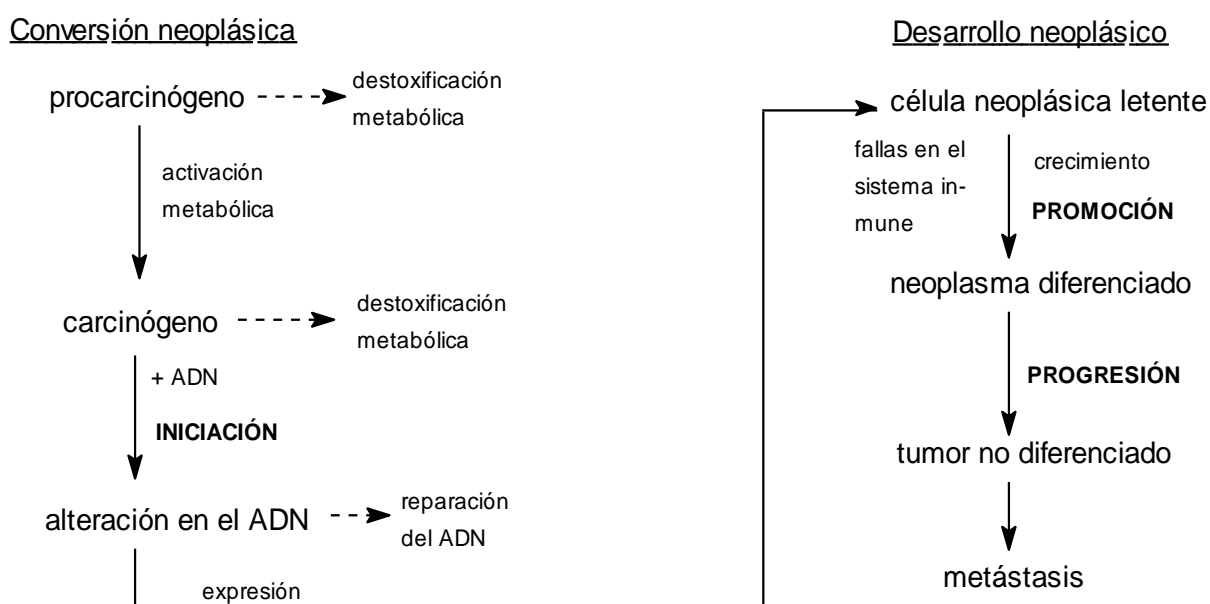 Conversión neoplásica
procarcinógeno
destoxificación
metabólica
activación
metabólica
carcinógeno
destoxificación
metabólica
+ ADN
INICIACIÓN
alteración en el ADN
reparación
del ADN
expresión
Desarrollo neoplásico
célula neoplásica letente
fallas en el
sistema in-
mune
crecimiento
PROMOCIÓN
neoplasma diferenciado
PROGRESIÓN
tumor no diferenciado
metástasis